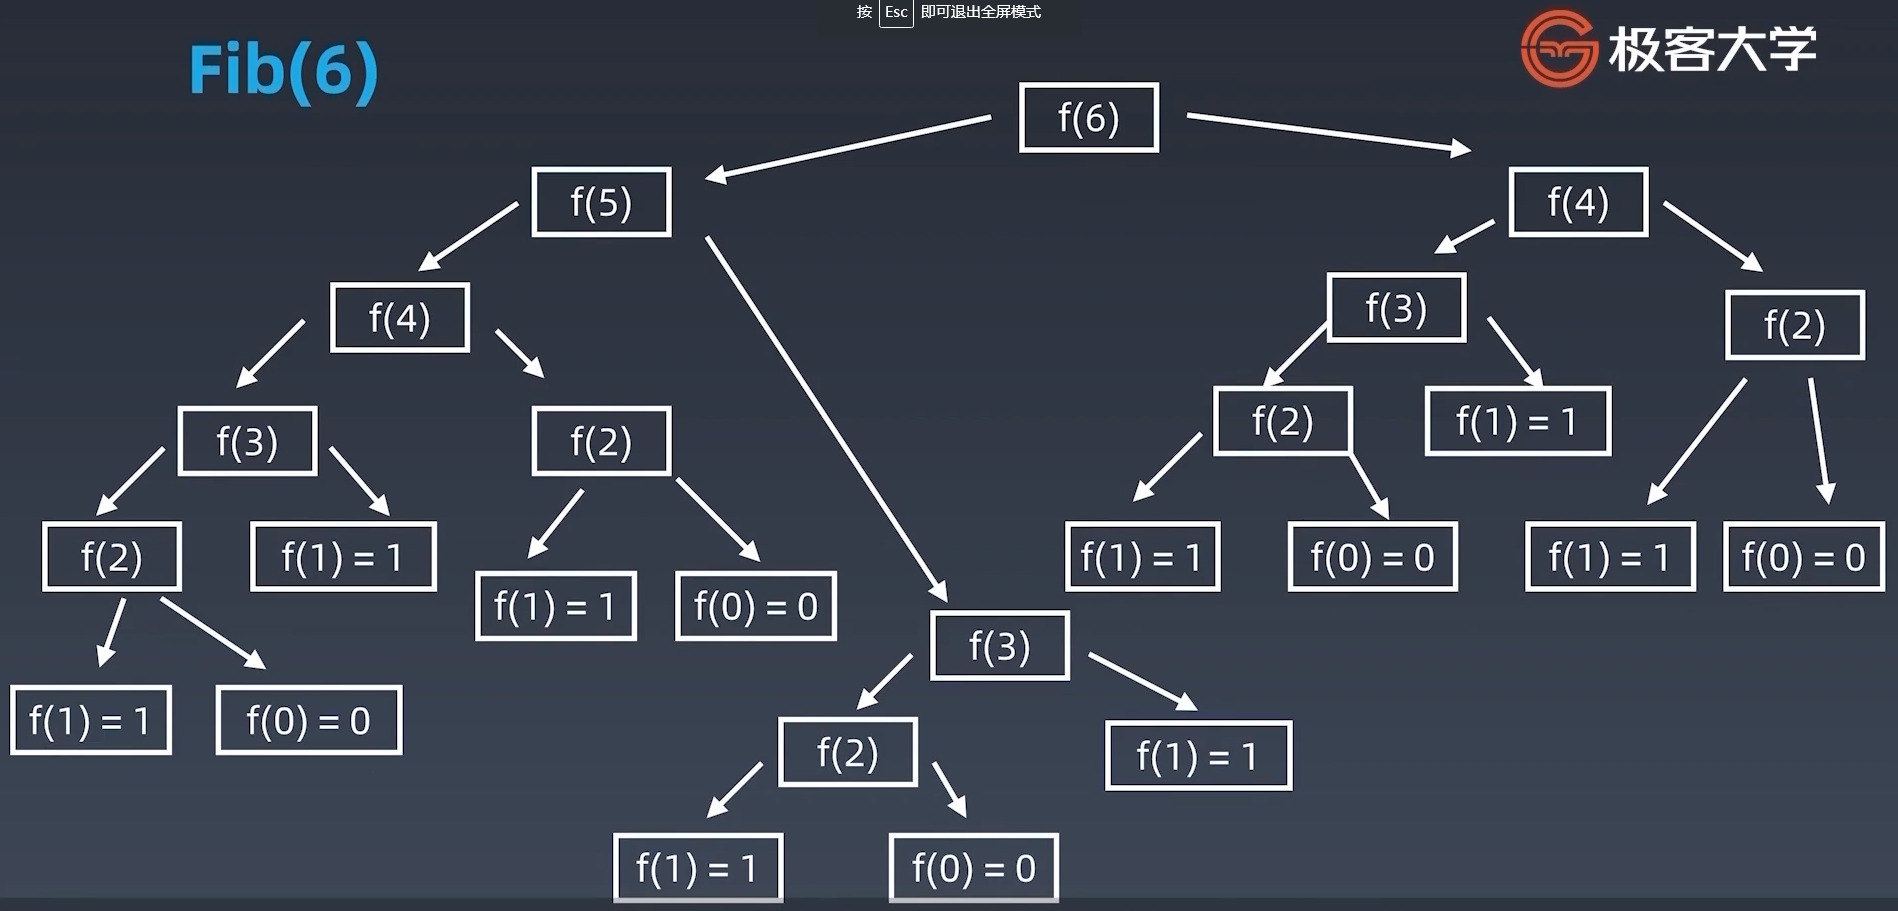 按 Esc 即可退出全屏模式
Fib(6)
极客大学
f(6)
f(5)
f(4)
f(4)
f(3)
f(2)
f(3)
f(2)
f(2)
f(1) = 1
f(2)
f(1) = 1
f(1) = 1
f(0) = 0
f(1) = 1
f(0) = 0
f(1) = 1
f(0) = 0
f(3)
f(1) = 1
f(0) = 0
f(2)
f(1) = 1
f(1) = 1
f(0) = 0